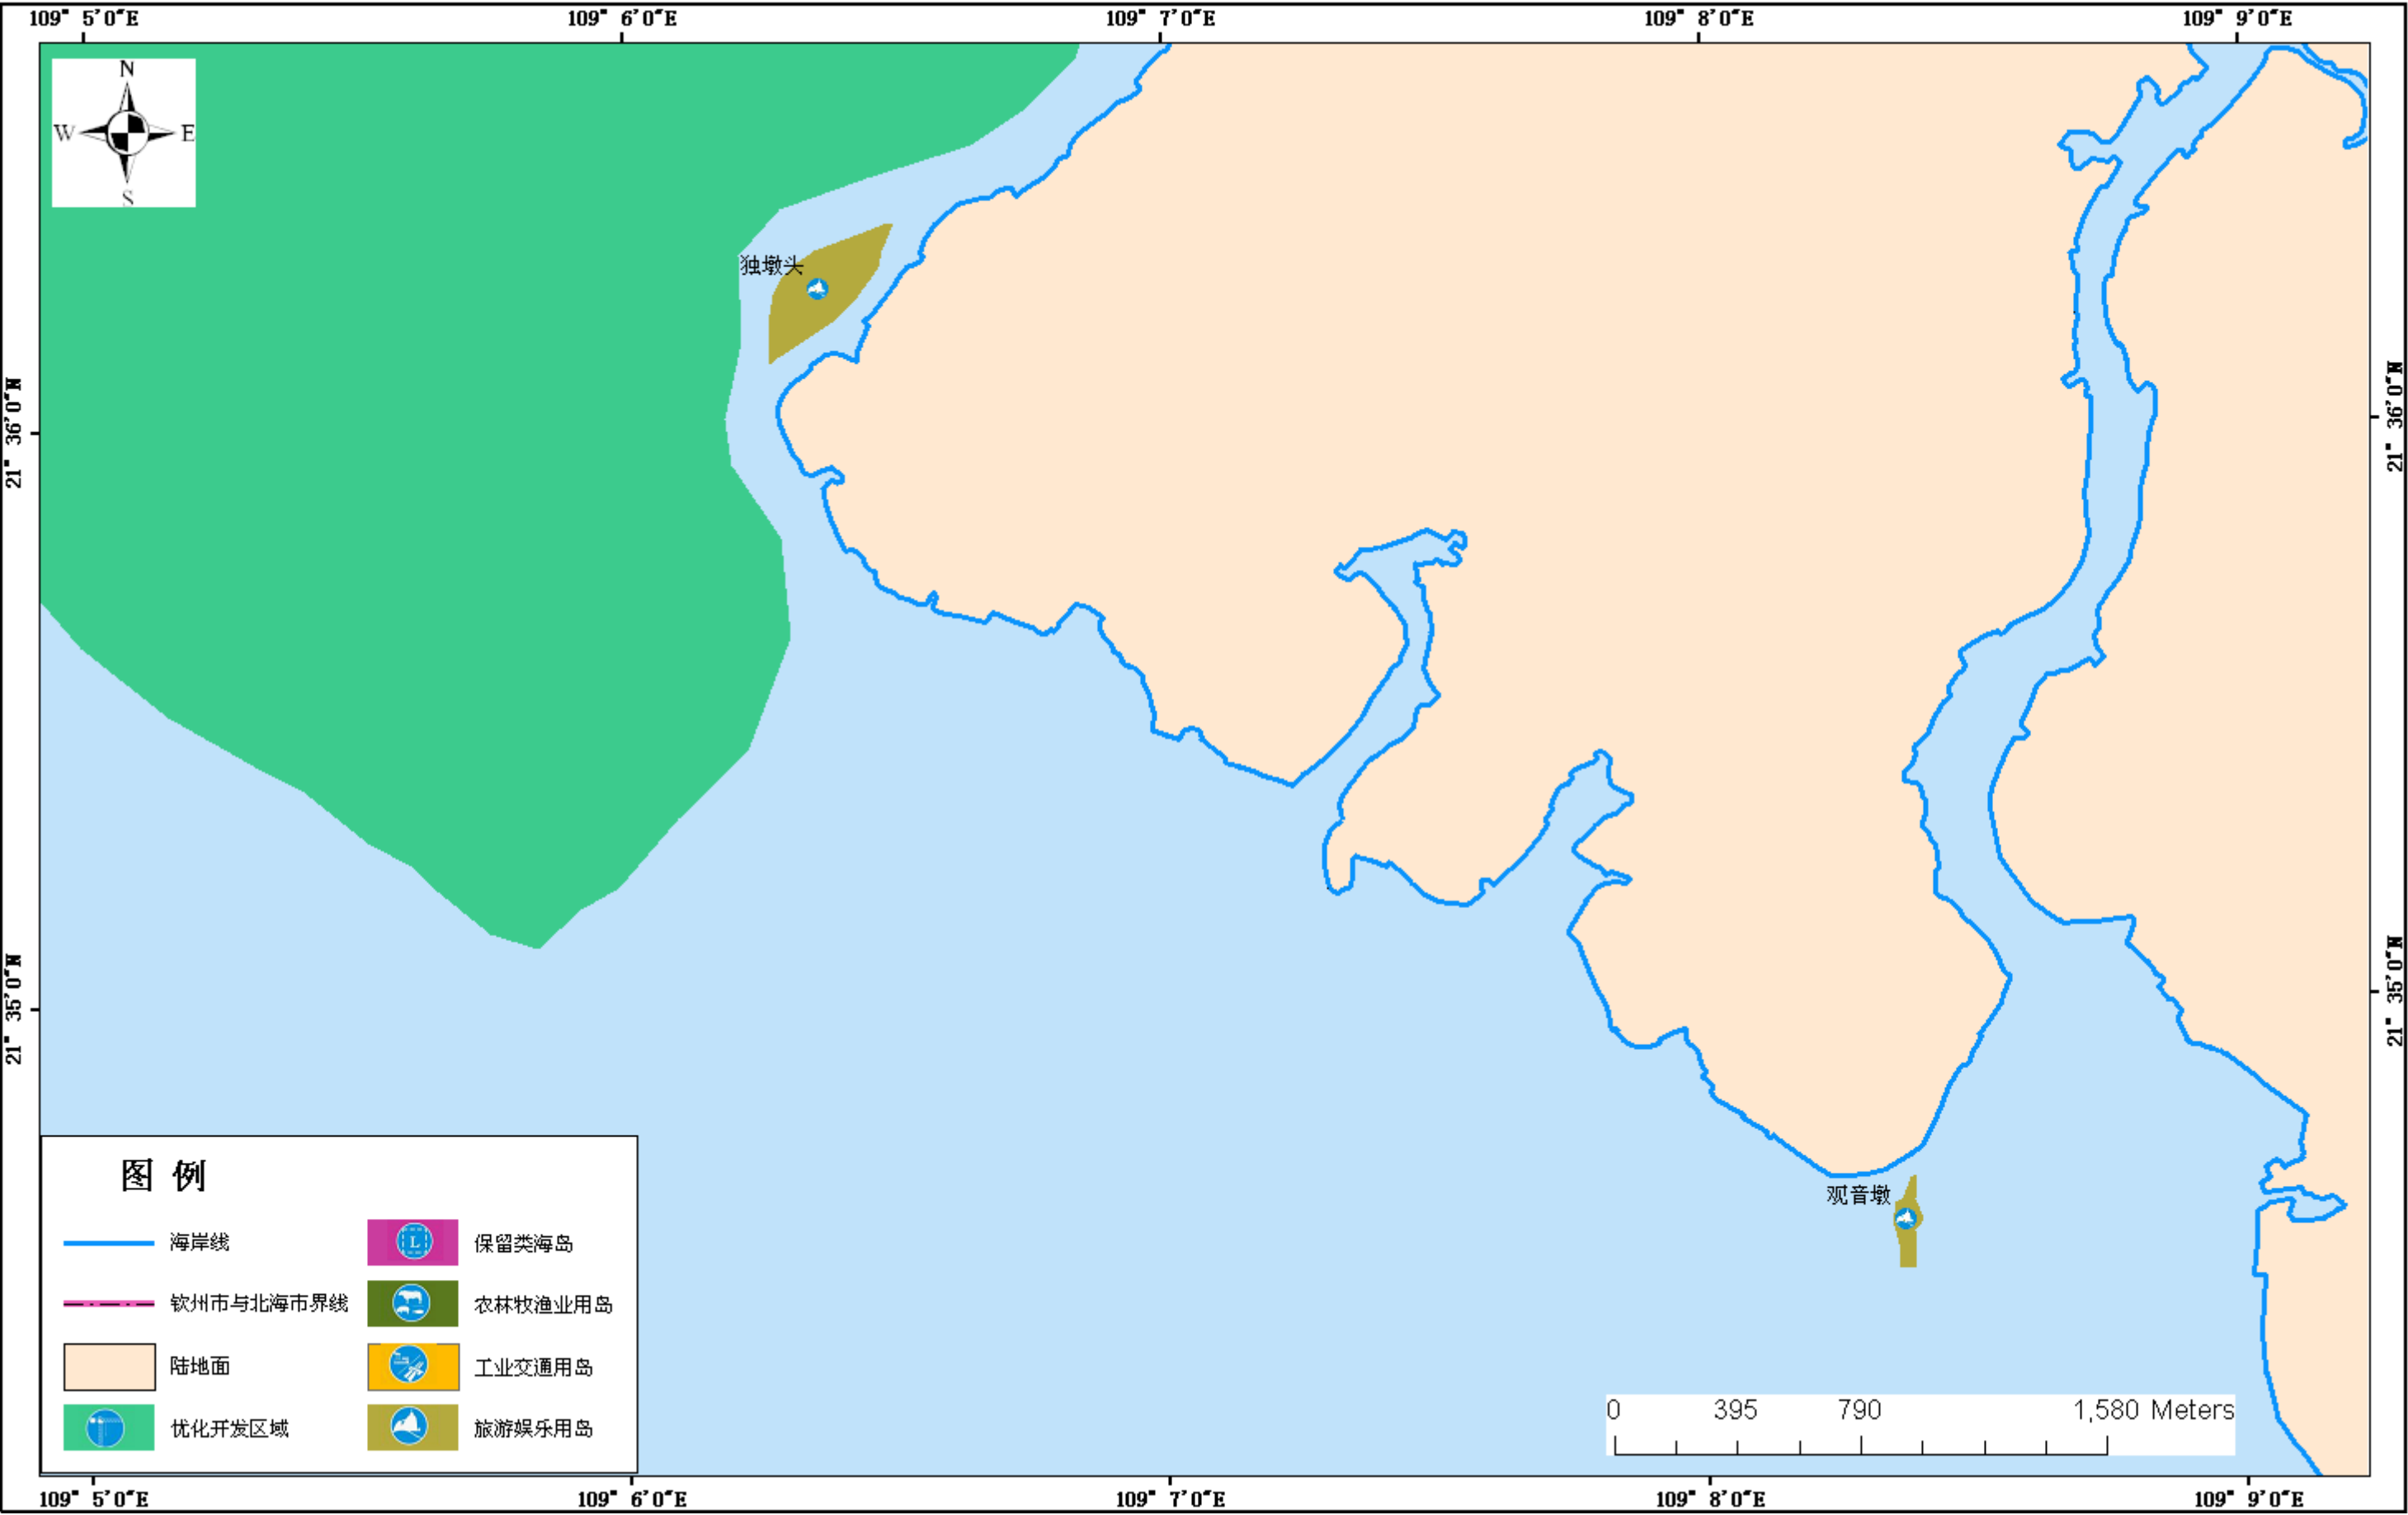 109° 5′0″E 109° 6′0″E 109° 7′0″E 109° 8′0″E 109° 9′0″E
N
W E
S
独墩头
21° 36′0″N
21° 36′0″N
21° 35′0″N
21° 35′0″N
观音墩
图 例
海岸线
保留类海岛
L
钦州市与北海市界线
农林牧渔业用岛
陆地面
工业交通用岛
优化开发区域
旅游娱乐用岛
0 395 790 1,580 Meters
109° 5′0″E 109° 6′0″E 109° 7′0″E 109° 8′0″E 109° 9′0″E